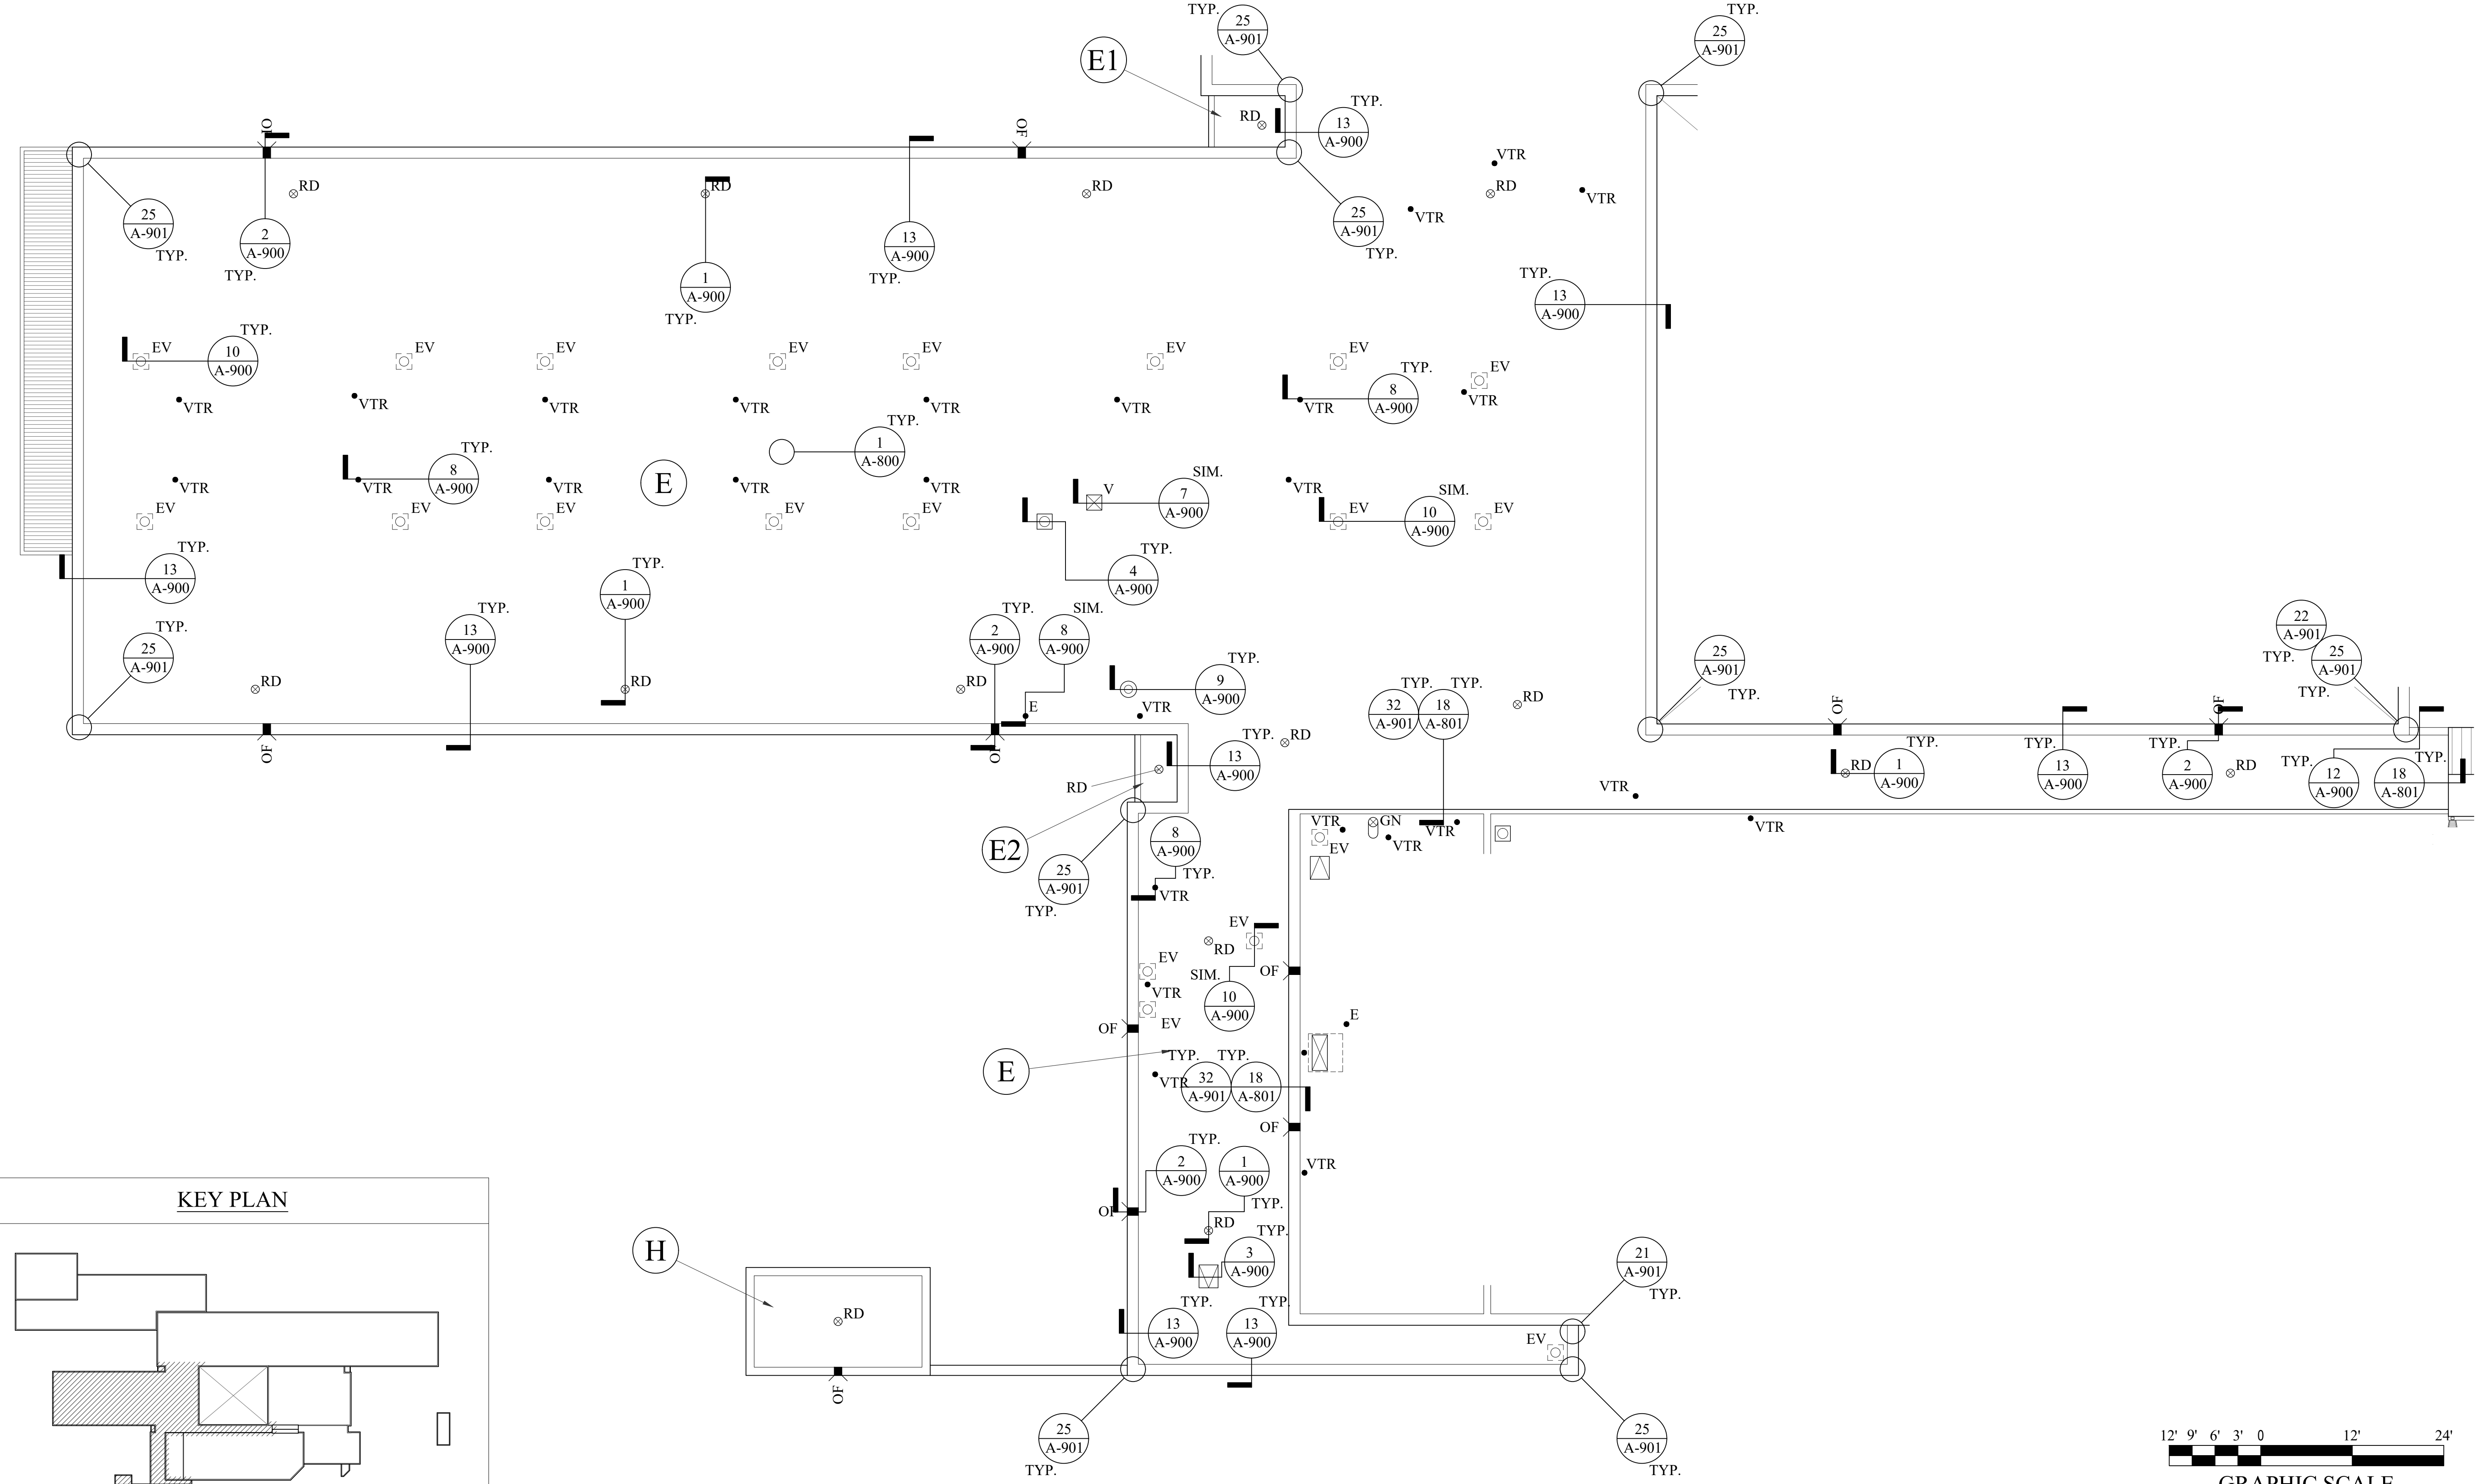 TYP.
25
A-901
TYP.
25
A-901
E1
RD
TYP.
13
A-900
OF
OF
RD
RD
RD
VTR
RD
VTR
VTR
25
A-901
TYP.
2
A-900
TYP.
13
A-900
TYP.
25
A-901
TYP.
1
A-900
TYP.
TYP.
13
A-900
EV
TYP.
10
A-900
EV
EV
EV
EV
EV
EV
EV
TYP.
8
A-900
VTR
VTR
VTR
VTR
VTR
VTR
VTR
VTR
TYP.
1
A-800
TYP.
8
A-900
VTR
VTR
VTR
VTR
VTR
VTR
E
V
SIM.
7
A-900
SIM.
10
A-900
EV
EV
EV
EV
EV
EV
EV
TYP.
13
A-900
TYP.
4
A-900
TYP.
1
A-900
TYP.
25
A-901
TYP.
13
A-900
TYP.
2
A-900
SIM.
8
A-900
TYP.
9
A-900
RD
RD
RD
E
VTR
TYP.
32
A-901
TYP.
18
A-801
RD
25
A-901
TYP.
22
A-901
TYP.
25
A-901
TYP.
OF
OF
OF
OF
RD
TYP.
13
A-900
RD
RD
TYP.
1
A-900
TYP.
13
A-900
TYP.
2
A-900
RD
TYP.
12
A-900
TYP.
18
A-801
VTR
VTR
VTR
EV
GN
VTR
VTR
E2
25
A-901
TYP.
8
A-900
TYP.
VTR
EV
RD
EV
VTR
EV
SIM.
10
A-900
OF
OF
E
E
TYP.
32
A-901
TYP.
18
A-801
VTR
OF
TYP.
2
A-900
1
A-900
TYP.
VTR
OF
RD
TYP.
3
A-900
H
RD
OF
TYP.
13
A-900
TYP.
13
A-900
EV
21
A-901
TYP.
25
A-901
TYP.
25
A-901
TYP.
KEY PLAN
12' 9' 6' 3' 0 12' 24'
GRAPHIC SCALE